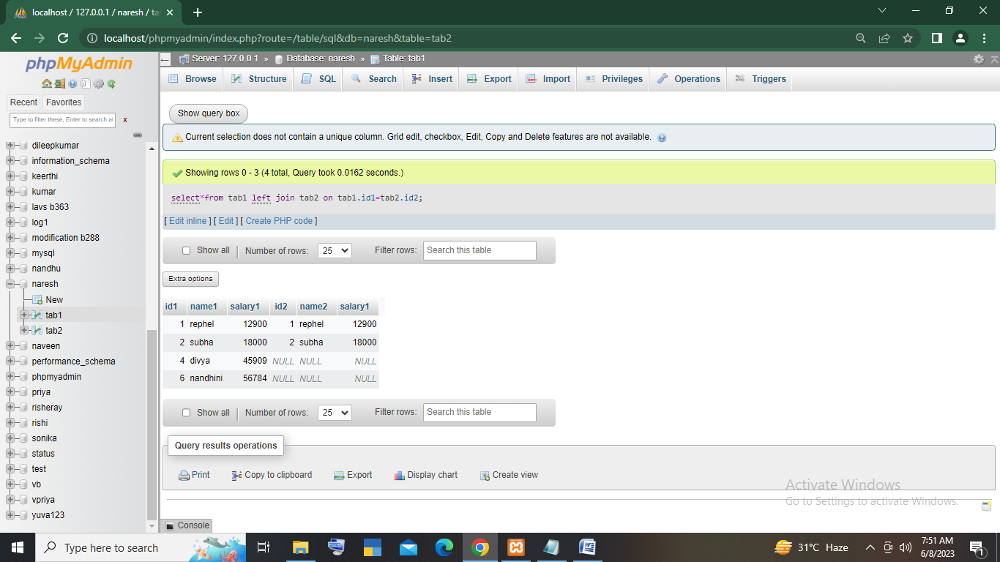 localhost / 127.0.0.1 / naresh / ta
localhost/phpmyadmin/index.php?route=/table/sql&db=naresh&table=tab2
phpMyAdmin
Recent Favorites
Type to filter these, Enter to search al x
dileepkumar
information_schema
keerthi
kumar
lavs b363
log1
modification b288
mysql
nandhu
naresh
New
tab1
tab2
naveen
performance_schema
phpmyadmin
priya
risheray
rishi
sonika
status
test
vb
vpriya
yuva123
Server: 127.0.0.1 » Database: naresh » Table: tab1
Browse Structure SQL Search Insert Export Import Privileges Operations Triggers
Show query box
Current selection does not contain a unique column. Grid edit, checkbox, Edit, Copy and Delete features are not available.
Showing rows 0 - 3 (4 total, Query took 0.0162 seconds.)
select*from tab1 left join tab2 on tab1.id1=tab2.id2;
[ Edit inline ] [ Edit ] [ Create PHP code ]
Show all | Number of rows: 25 Filter rows: Search this table
Extra options
id1 name1 salary1 id2 name2 salary1
1 rephel 12900 1 rephel 12900
2 subha 18000 2 subha 18000
4 divya 45909 NULL NULL NULL
6 nandhini 56784 NULL NULL NULL
Show all | Number of rows: 25 Filter rows: Search this table
Query results operations
Print Copy to clipboard Export Display chart Create view
Activate Windows
Go to Settings to activate Windows.
Console
Type here to search
31°C Haze
7:51 AM
6/8/2023
1